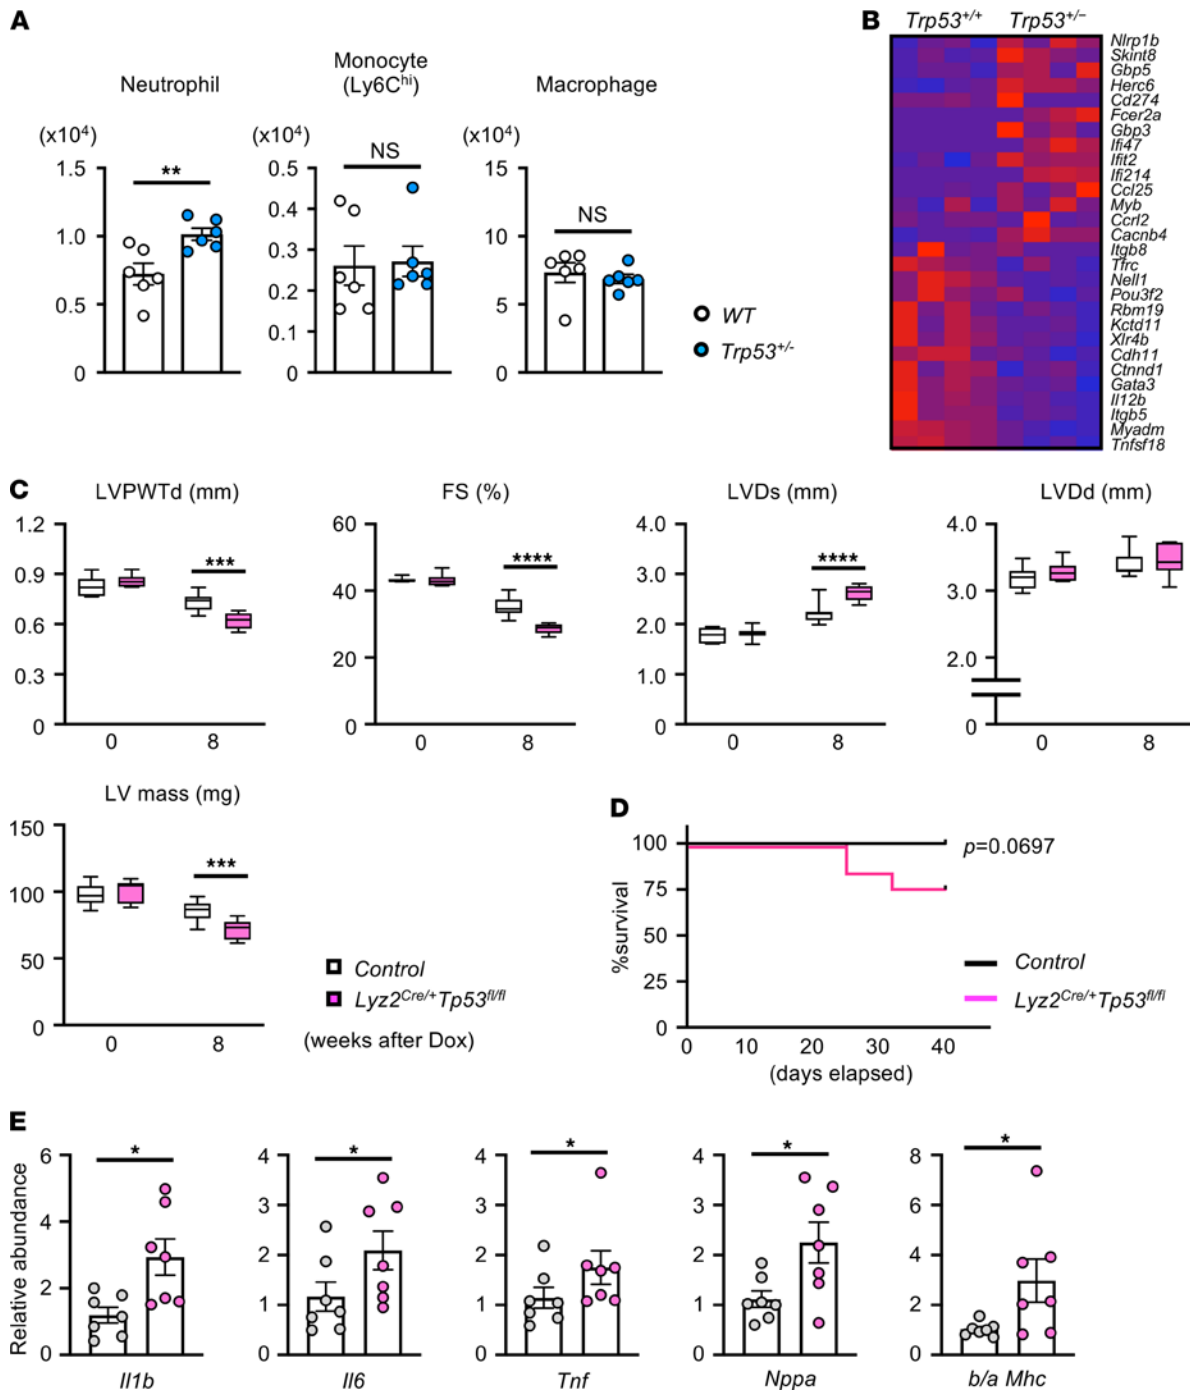 A
Neutrophil
Monocyte
(Ly6Chi)
Macrophage
(x10⁴)
(x10⁴)
(x10⁴)
1.5
1.0
0.5
0
**
0.5
0.4
0.3
0.2
0.1
0
NS
15
10
5
0
NS
WT
Trp53+/-
B
Trp53+/+ Trp53+/−
Nlrp1b
Skint8
Gbp5
Herc6
Cd274
Fcer2a
Gbp3
Ifi47
Ifit2
Ifi214
Ccl25
Myb
Ccrl2
Cacnb4
Itgb8
Tfrc
Nell1
Pou3f2
Rbm19
Kctd11
Xlr4b
Cdh11
Ctnnd1
Gata3
Il12b
Itgb5
Myadm
Tnfsf18
C
LVPWTd (mm)
1.2
0.9
0.6
0.3
0
***
0 8
FS (%)
60
40
20
0
****
0 8
LVDs (mm)
4.0
3.0
2.0
1.0
0
****
0 8
LVDd (mm)
4.0
3.0
2.0
0
0 8
LV mass (mg)
150
100
50
0
***
0 8
Control
Lyz2Cre/+Tp53fl/fl
(weeks after Dox)
D
%survival
100
75
50
25
0
p=0.0697
Control
Lyz2Cre/+Tp53fl/fl
0 10 20 30 40
(days elapsed)
E
Relative abundance
6
4
2
0
*
Il1b
4
3
2
1
0
*
Il6
4
3
2
1
0
*
Tnf
4
3
2
1
0
*
Nppa
8
6
4
2
0
*
b/a Mhc